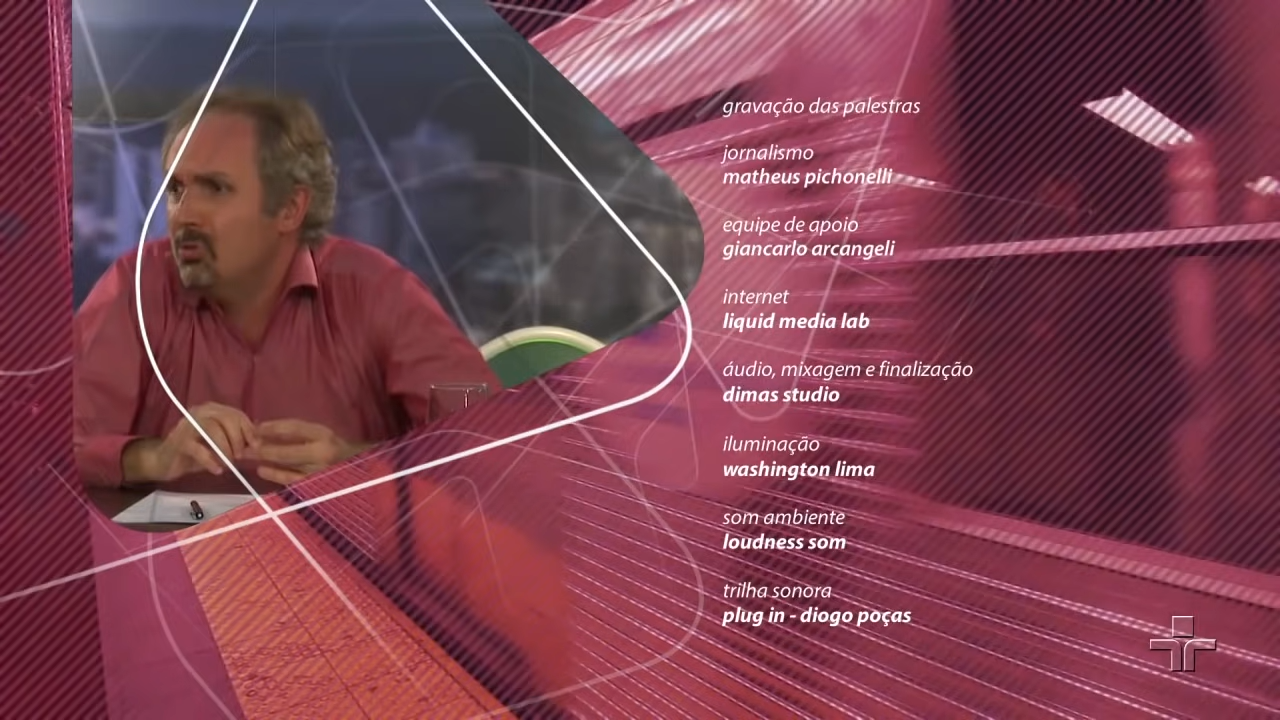 gravação das palestras
jornalismo
matheus pichonelli
equipe de apoio
giancarlo arcangeli
internet
liquid media lab
áudio, mixagem e finalização
dimas studio
iluminação
washington lima
som ambiente
loudness som
trilha sonora
plug in - diogo poças